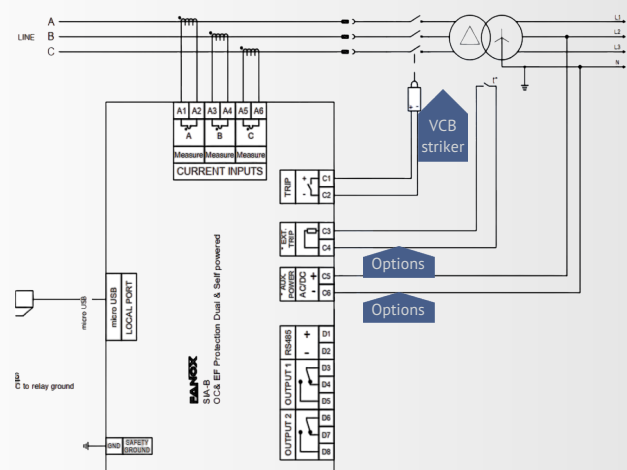 A
LINE B
C
L1
L2
L3
N
A1 A2 A3 A4 A5 A6
A B C
Measure Measure Measure
CURRENT INPUTS
+ -
VCB
striker
TRIP + - C1 C2
* EXT. TRIP C3 C4
Options
* AUX. POWER AC/DC + - C5 C6
Options
RS485 + - D1 D2
OUTPUT 1 D3 D4 D5
OUTPUT 2 D6 D7 D8
micro USB
micro USB
LOCAL PORT
FANOX
SIA-B
OC& EF Protection Dual & Self powered
to relay ground
GND SAFETY GROUND